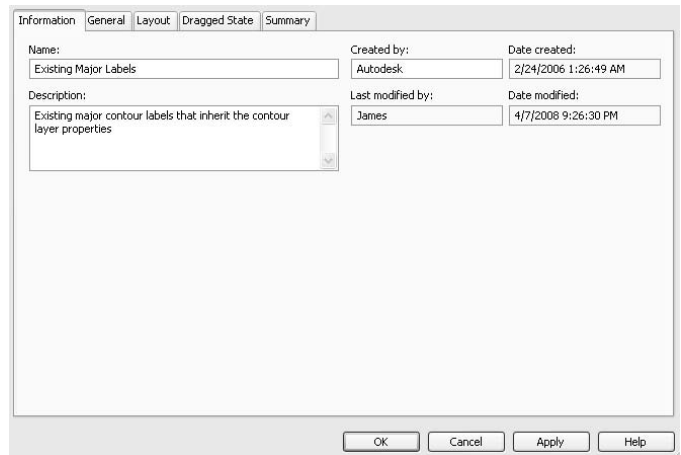 Information General Layout Dragged State Summary
Name: Created by: Date created:
Existing Major Labels Autodesk 2/24/2006 1:26:49 AM
Description: Last modified by: Date modified:
Existing major contour labels that inherit the contour James 4/7/2008 9:26:30 PM
layer properties
OK Cancel Apply Help